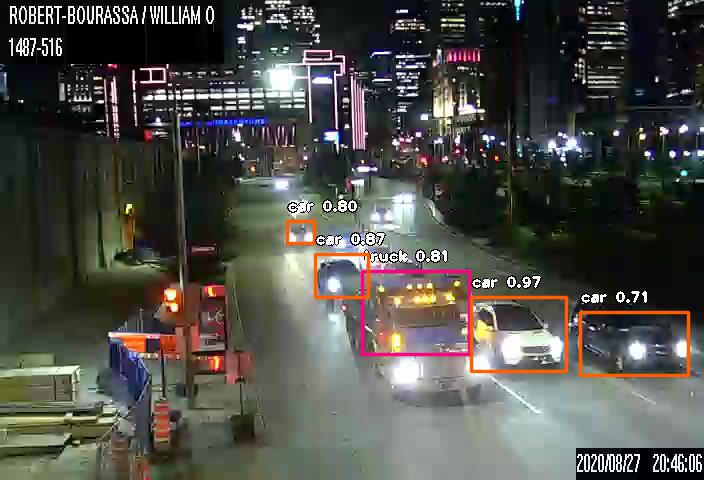 ROBERT-BOURASSA / WILLIAM O
1487-516
car 0.80
car 0.87
truck 0.81
car 0.97
car 0.71
2020/08/27 20:46:06